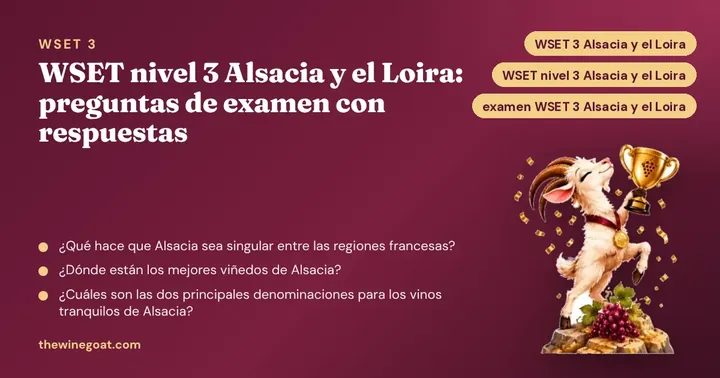 WSET 3
WSET nivel 3 Alsacia y el Loira:
preguntas de examen con
respuestas
WSET 3 Alsacia y el Loira
WSET nivel 3 Alsacia y el Loira
examen WSET 3 Alsacia y el Loira
¿Qué hace que Alsacia sea singular entre las regiones francesas?
¿Dónde están los mejores viñedos de Alsacia?
¿Cuáles son las dos principales denominaciones para los vinos
tranquilos de Alsacia?
thewinegoat.com